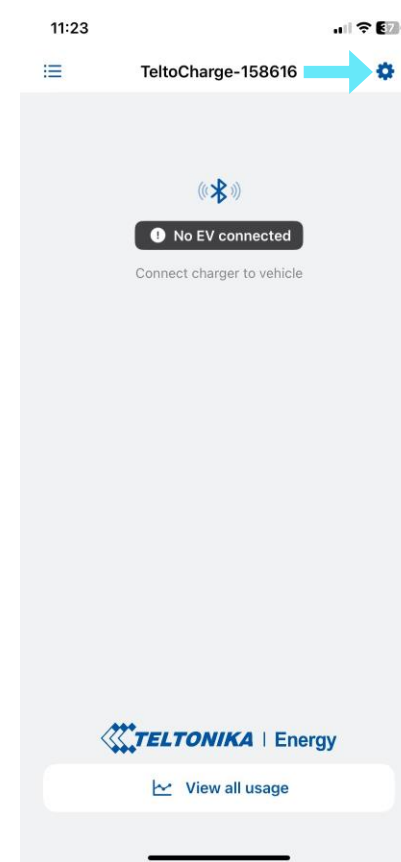 11:23
37
TeltoCharge-158616
No EV connected
Connect charger to vehicle
TELTONIKA | Energy
View all usage